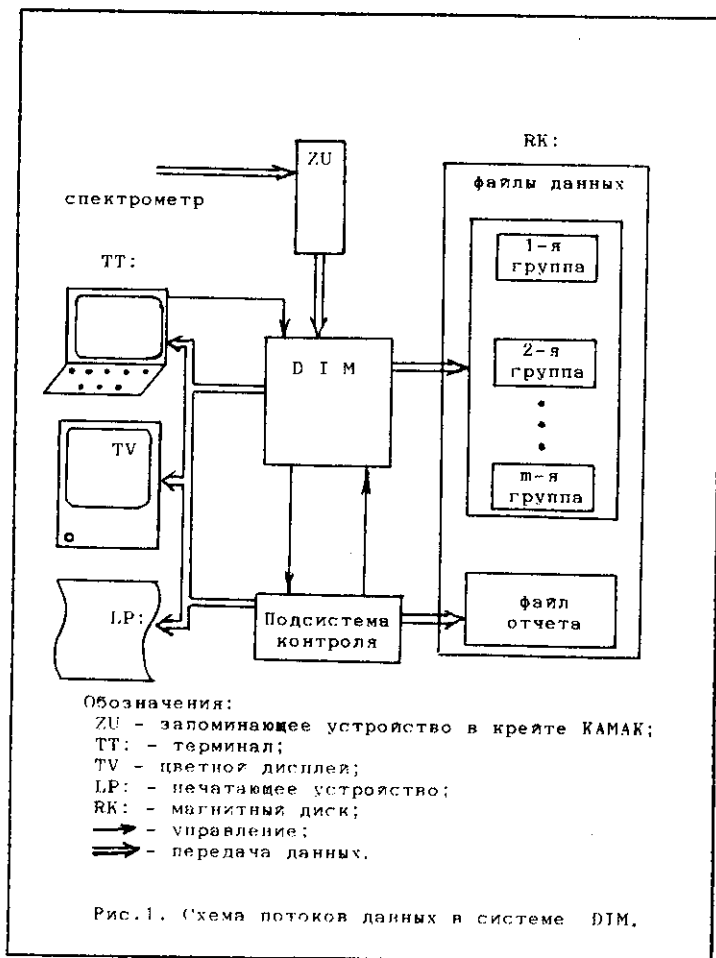 RK:
ZU
файлы данных
спектрометр
1-я
группа
TT:
D I M
2-я
группа
TV
m-я
группа
LP:
Подсистема
контроля
файл
отчета
Обозначения:
ZU - запоминающее устройство в крейте КАМАК;
TT: - терминал;
TV - цветной дисплей;
LP: - печатающее устройство;
RK: - магнитный диск;
- управление;
- передача данных.
Рис.1. Схема потоков данных в системе DIM.